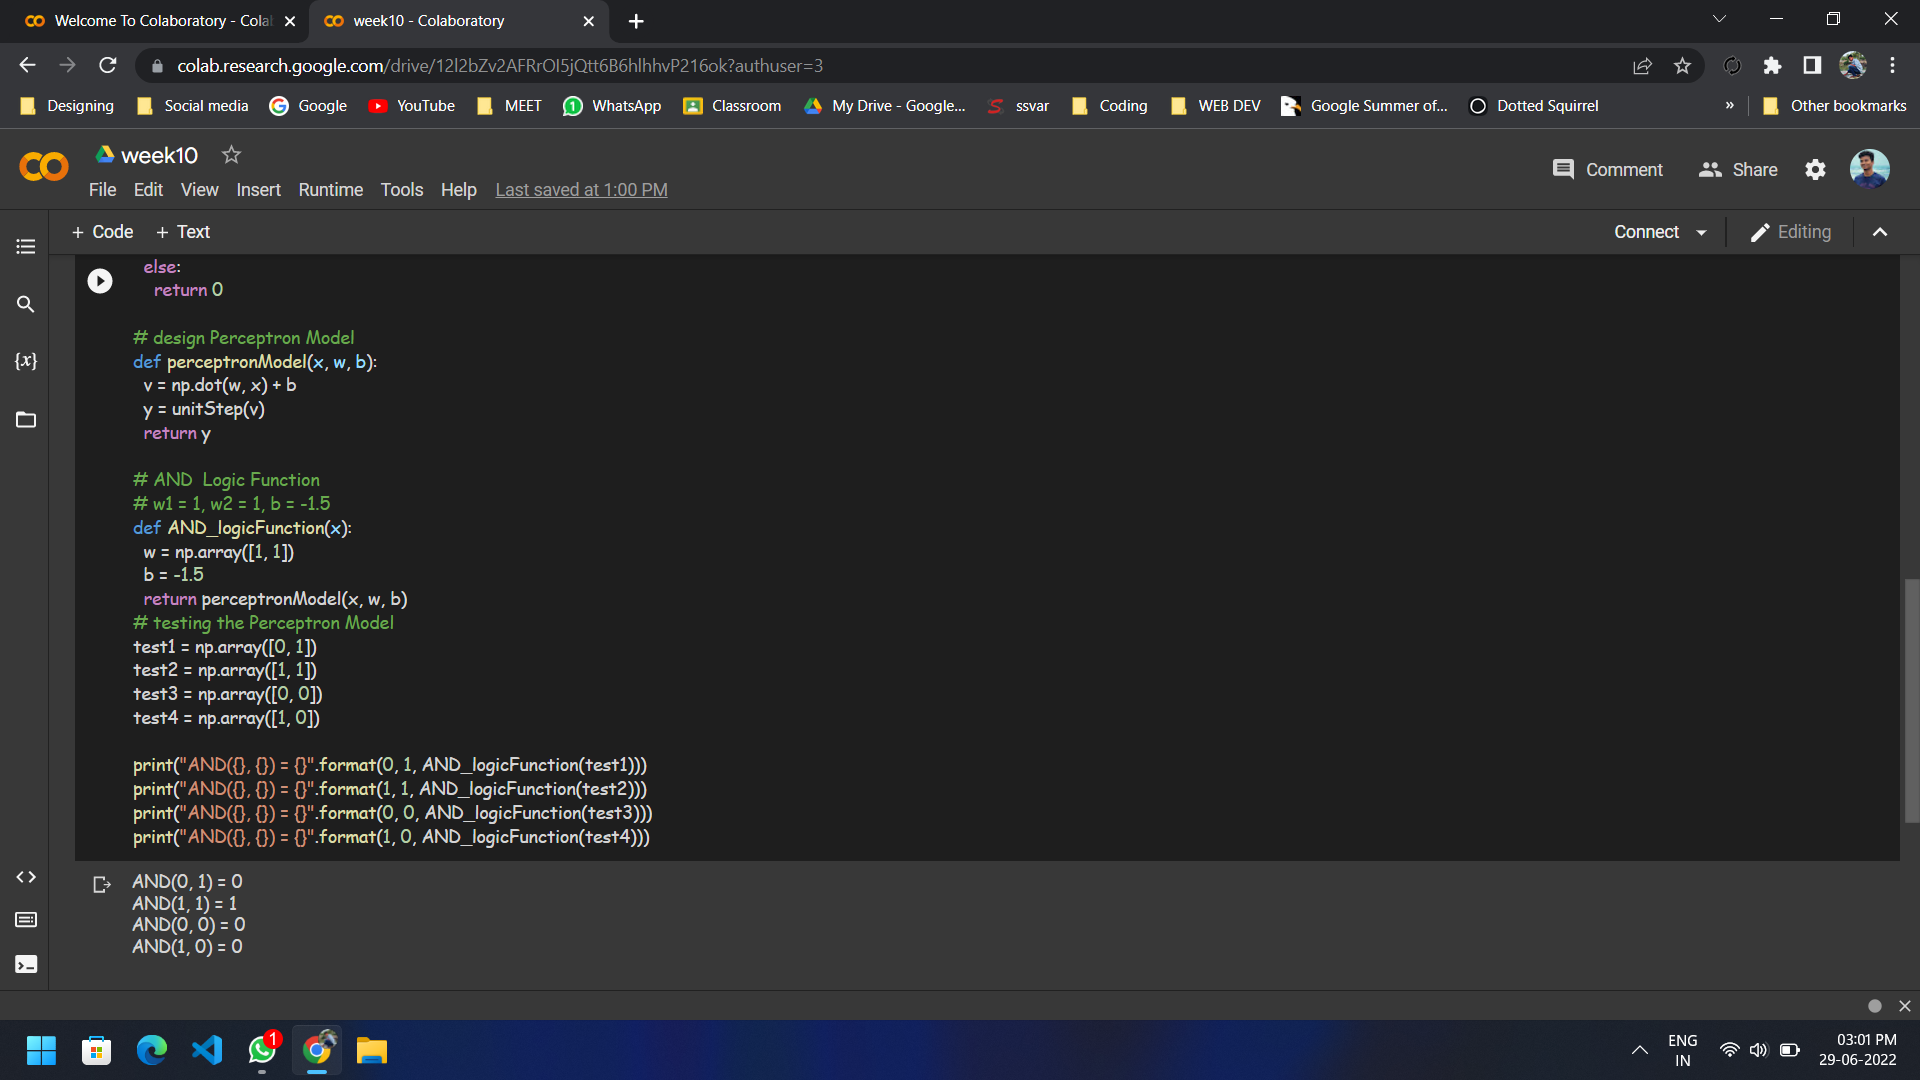 Welcome To Colaboratory - Cola
week10 - Colaboratory
colab.research.google.com/drive/12l2bZv2AFRrOI5jQtt6B6hlhhvP216ok?authuser=3
Designing
Social media
Google
YouTube
MEET
WhatsApp
Classroom
My Drive - Google...
ssvar
Coding
WEB DEV
Google Summer of...
Dotted Squirrel
»
Other bookmarks
week10
Comment
Share
File Edit View Insert Runtime Tools Help Last saved at 1:00 PM
+ Code + Text
Connect
Editing
else:
return 0
# design Perceptron Model
def perceptronModel(x, w, b):
v = np.dot(w, x) + b
y = unitStep(v)
return y
# AND  Logic Function
# w1 = 1, w2 = 1, b = -1.5
def AND_logicFunction(x):
w = np.array([1, 1])
b = -1.5
return perceptronModel(x, w, b)
# testing the Perceptron Model
test1 = np.array([0, 1])
test2 = np.array([1, 1])
test3 = np.array([0, 0])
test4 = np.array([1, 0])
print("AND({}, {}) = {}".format(0, 1, AND_logicFunction(test1)))
print("AND({}, {}) = {}".format(1, 1, AND_logicFunction(test2)))
print("AND({}, {}) = {}".format(0, 0, AND_logicFunction(test3)))
print("AND({}, {}) = {}".format(1, 0, AND_logicFunction(test4)))
AND(0, 1) = 0
AND(1, 1) = 1
AND(0, 0) = 0
AND(1, 0) = 0
{x}
1
ENG
IN
03:01 PM
29-06-2022